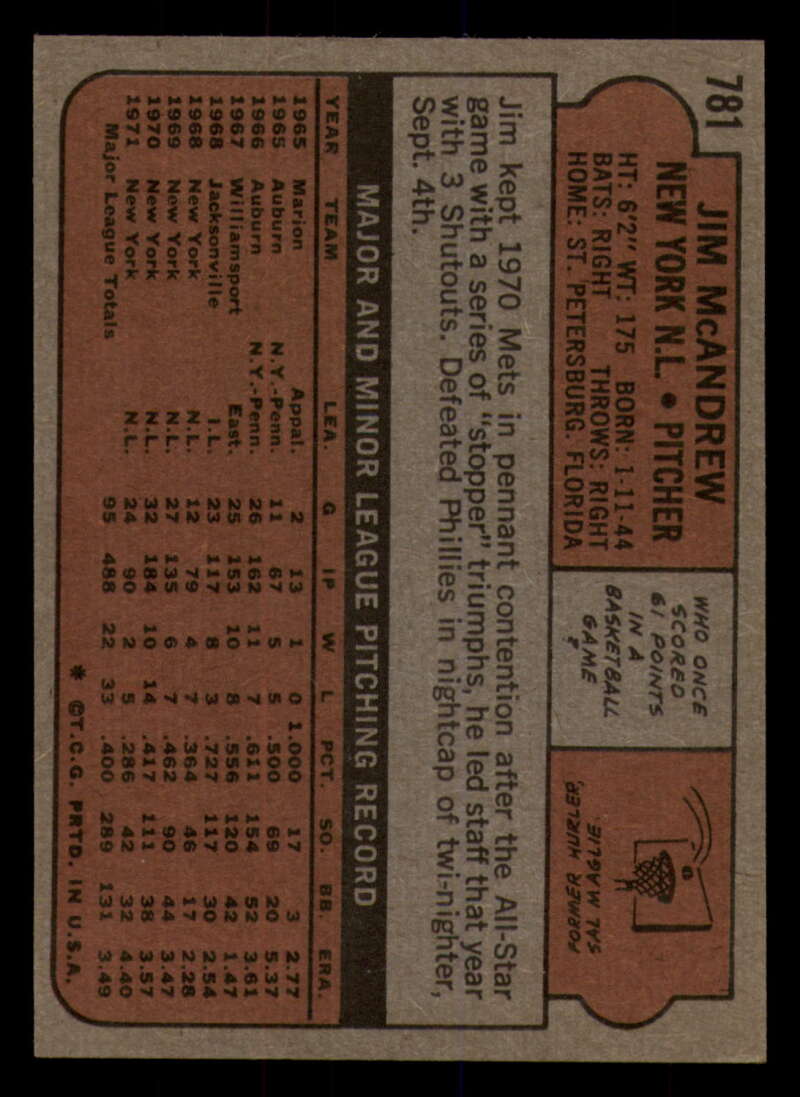 781
JIM McANDREW
NEW YORK N.L. • PITCHER
HT: 6'2" WT: 175 BORN: 1-11-44
BATS: RIGHT THROWS: RIGHT
HOME: ST. PETERSBURG, FLORIDA
WHO ONCE
SCORED
61 POINTS
IN A
BASKETBALL
GAME
?
SAL MAGLIE,
FORMER HURLER.
Jim kept 1970 Mets in pennant contention after the All-Star
game with a series of "stopper" triumphs, he led staff that year
with 3 Shutouts. Defeated Phillies in nightcap of twi-nighter,
Sept. 4th.
MAJOR AND MINOR LEAGUE PITCHING RECORD
YEAR TEAM LEA. G IP W L PCT. SO. BB. ERA.
1965 Marion Appal. 2 13 1 0 1.000 17 3 2.77
1965 Auburn N.Y.-Penn. 11 67 5 5 .500 69 20 5.37
1966 Auburn N.Y.-Penn. 26 162 11 7 .611 154 52 3.61
1967 Williamsport East. 25 153 10 8 .556 120 42 1.47
1968 Jacksonville I.L. 23 117 8 3 .727 117 30 2.54
1968 New York N.L. 12 79 4 7 .364 46 17 2.28
1969 New York N.L. 27 135 6 7 .462 90 44 3.47
1970 New York N.L. 32 184 10 14 .417 111 38 3.57
1971 New York N.L. 24 90 2 5 .286 42 32 4.40
Major League Totals 95 488 22 33 .400 289 131 3.49
* ©T.C.G. PRTD. IN U.S.A.